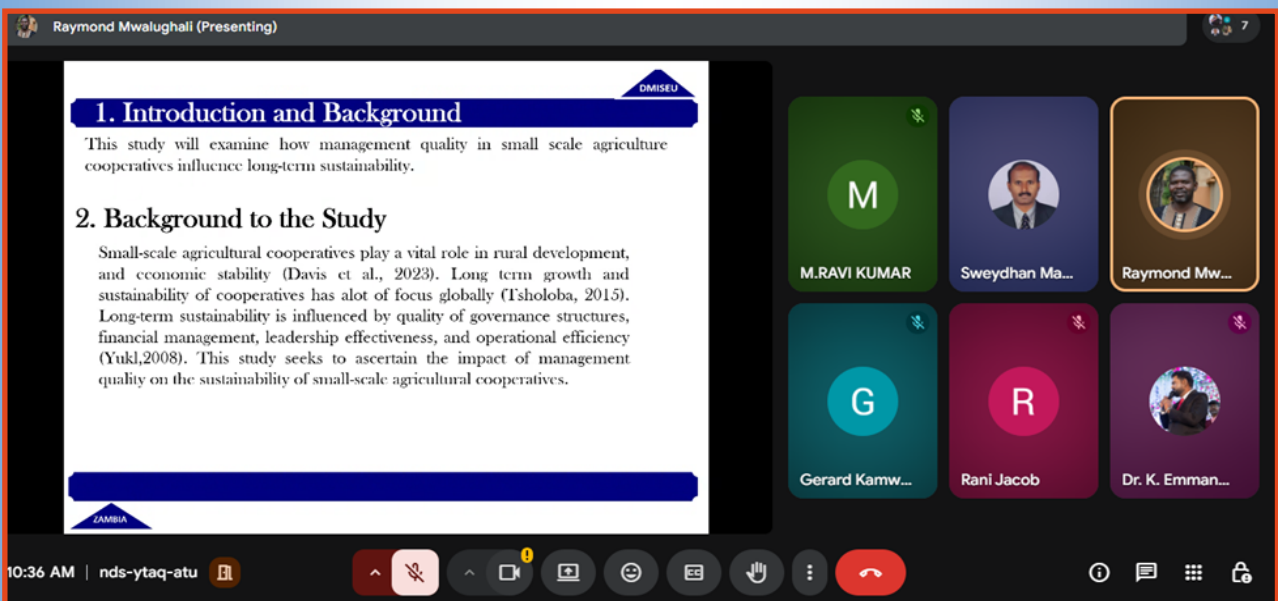 Raymond Mwalughali (Presenting)
7
DMISEU
1. Introduction and Background
This study will examine how management quality in small scale agriculture
cooperatives influence long-term sustainability.
2. Background to the Study
Small-scale agricultural cooperatives play a vital role in rural development,
and economic stability (Davis et al., 2023). Long term growth and
sustainability of cooperatives has alot of focus globally (Tsholoba, 2015).
Long-term sustainability is influenced by quality of governance structures,
financial management, leadership effectiveness, and operational efficiency
(Yukl,2008). This study seeks to ascertain the impact of management
quality on the sustainability of small-scale agricultural cooperatives.
ZAMBIA
M
M.RAVI KUMAR
Sweydhan Ma...
Raymond Mw...
G
Gerard Kamw...
R
Rani Jacob
Dr. K. Emman...
10:36 AM | nds-ytaq-atu
CC